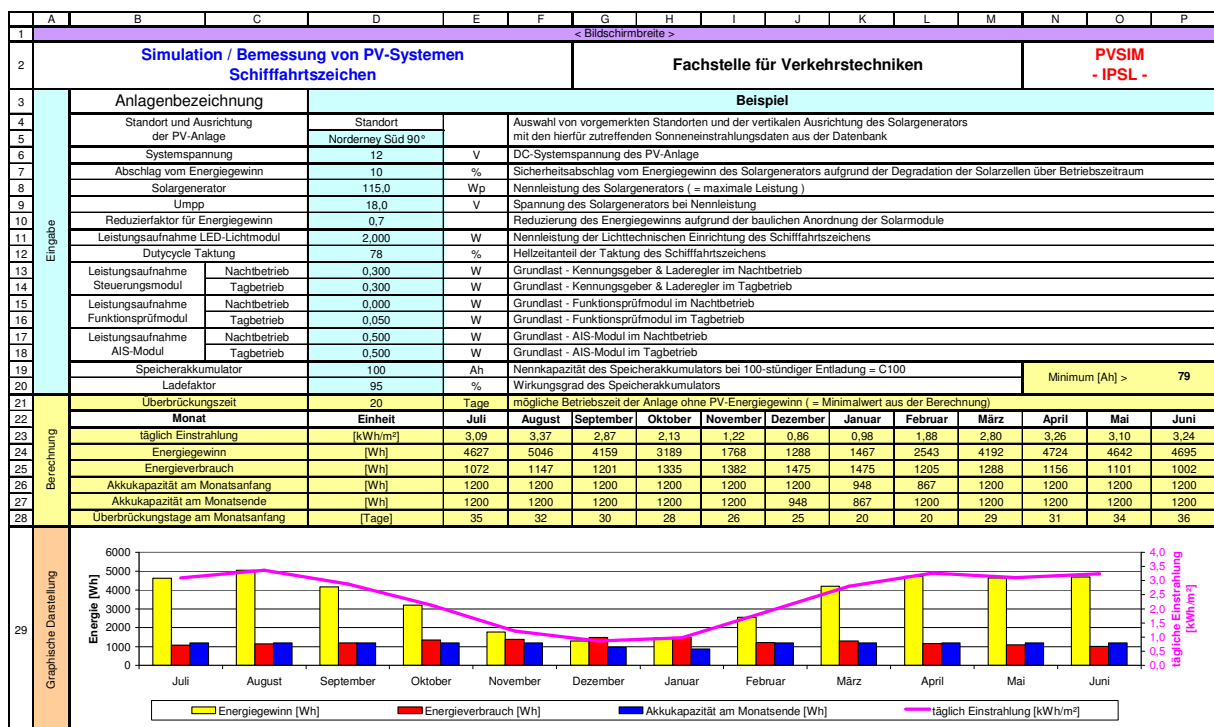 A B C D E F G H I J K L M N O P
1 < Bildschirmbreite >
2 Simulation / Bemessung von PV-Systemen Schifffahrtszeichen Fachstelle für Verkehrstechniken PVSIM - IPSL -
3 Anlagenbezeichnung Beispiel
4 Standort und Ausrichtung Standort Auswahl von vorgemerkten Standorten und der vertikalen Ausrichtung des Solargenerators
5 der PV-Anlage Norderney Süd 90° mit den hierfür zutreffenden Sonneneinstrahlungsdaten aus der Datenbank
6 Systemspannung 12 V DC-Systemspannung des PV-Anlage
7 Abschlag vom Energiegewinn 10 % Sicherheitsabschlag vom Energiegewinn des Solargenerators aufgrund der Degradation der Solarzellen über Betriebszeitraum
8 Solargenerator 115,0 Wp Nennleistung des Solargenerators ( = maximale Leistung )
9 Umpp 18,0 V Spannung des Solargenerators bei Nennleistung
10 Reduzierfaktor für Energiegewinn 0,7 Reduzierung des Energiegewinns aufgrund der baulichen Anordnung der Solarmodule
Eingabe
11 Leistungsaufnahme LED-Lichtmodul 2,000 W Nennleistung der Lichttechnischen Einrichtung des Schifffahrtszeichens
12 Dutycycle Taktung 78 % Hellzeitanteil der Taktung des Schifffahrtszeichens
13 Leistungsaufnahme Nachtbetrieb 0,300 W Grundlast - Kennungsgeber & Laderegler im Nachtbetrieb
14 Steuerungsmodul Tagbetrieb 0,300 W Grundlast - Kennungsgeber & Laderegler im Tagbetrieb
15 Leistungsaufnahme Nachtbetrieb 0,000 W Grundlast - Funktionsprüfmodul im Nachtbetrieb
16 Funktionsprüfmodul Tagbetrieb 0,050 W Grundlast - Funktionsprüfmodul im Tagbetrieb
17 Leistungsaufnahme Nachtbetrieb 0,500 W Grundlast - AIS-Modul im Nachtbetrieb
18 AIS-Modul Tagbetrieb 0,500 W Grundlast - AIS-Modul im Tagbetrieb
19 Speicherakkumulator 100 Ah Nennkapazität des Speicherakkumulators bei 100-stündiger Entladung = C100
Minimum [Ah] > 79
20 Ladefaktor 95 % Wirkungsgrad des Speicherakkumulators
21 Überbrückungszeit 20 Tage mögliche Betriebszeit der Anlage ohne PV-Energiegewinn ( = Minimalwert aus der Berechnung)
22 Monat Einheit Juli August September Oktober November Dezember Januar Februar März April Mai Juni
23 täglich Einstrahlung [kWh/m²] 3,09 3,37 2,87 2,13 1,22 0,86 0,98 1,88 2,80 3,26 3,10 3,24
24 Energiegewinn [Wh] 4627 5046 4159 3189 1768 1288 1467 2543 4192 4724 4642 4695
Berechnung
25 Energieverbrauch [Wh] 1072 1147 1201 1335 1382 1475 1475 1205 1288 1156 1101 1002
26 Akkukapazität am Monatsanfang [Wh] 1200 1200 1200 1200 1200 1200 948 867 1200 1200 1200 1200
27 Akkukapazität am Monatsende [Wh] 1200 1200 1200 1200 1200 948 867 1200 1200 1200 1200 1200
28 Überbrückungstage am Monatsanfang [Tage] 35 32 30 28 26 25 20 20 29 31 34 36
29
Graphische Darstellung
Energie [Wh]
6000
5000
4000
3000
2000
1000
0
4,0
3,5
3,0
2,5
2,0
1,5
1,0
0,5
0,0
tägliche Einstrahlung [kWh/m²]
Juli August September Oktober November Dezember Januar Februar März April Mai Juni
Energiegewinn [Wh] Energieverbrauch [Wh] Akkukapazität am Monatsende [Wh] täglich Einstrahlung [kWh/m²]